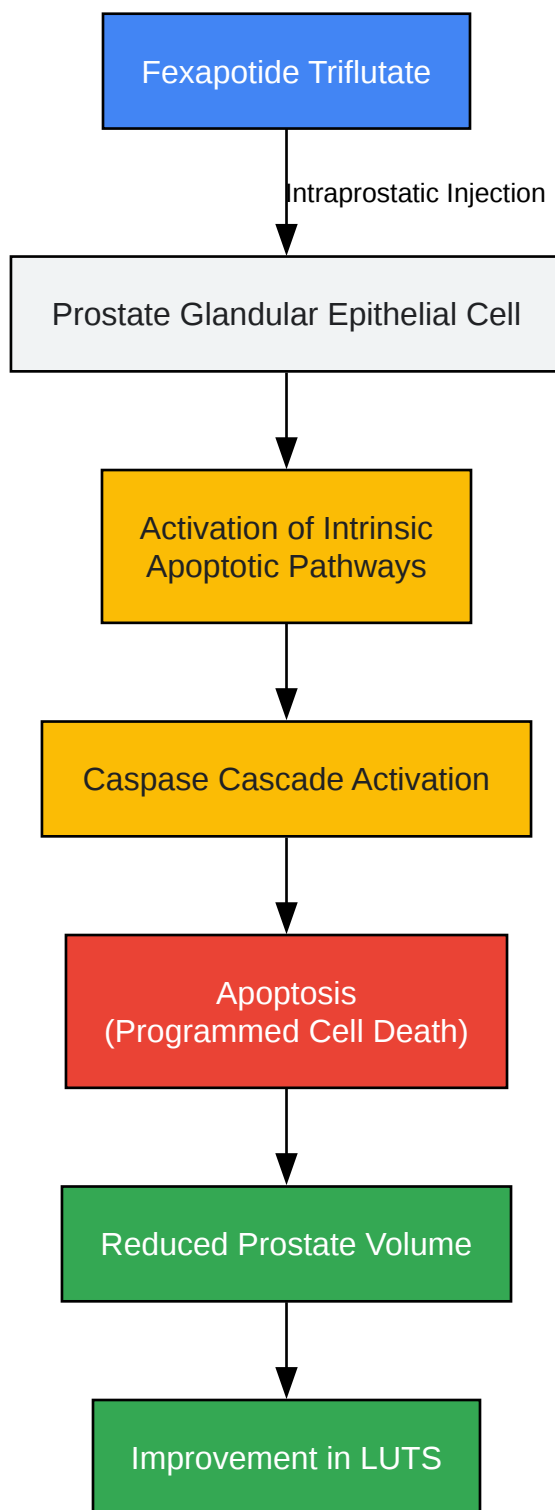 Fexapotide Triflutate
Intraprostatic Injection
Prostate Glandular Epithelial Cell
Activation of Intrinsic
Apoptotic Pathways
Caspase Cascade Activation
Apoptosis
(Programmed Cell Death)
Reduced Prostate Volume
Improvement in LUTS